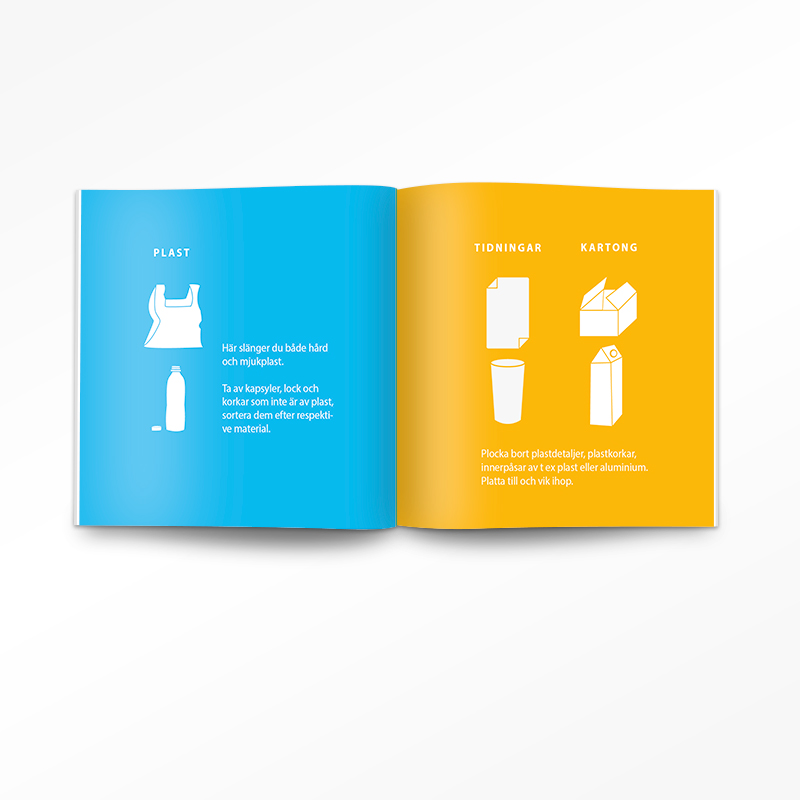 PLAST
Här slänger du både hård
och mjukplast.
Ta av kapsyler, lock och
korkar som inte är av plast,
sortera dem efter respekti-
ve material.
TIDNINGAR
KARTONG
Plocka bort plastdetaljer, plastkorkar,
innerpåsar av t ex plast eller aluminium.
Platta till och vik ihop.